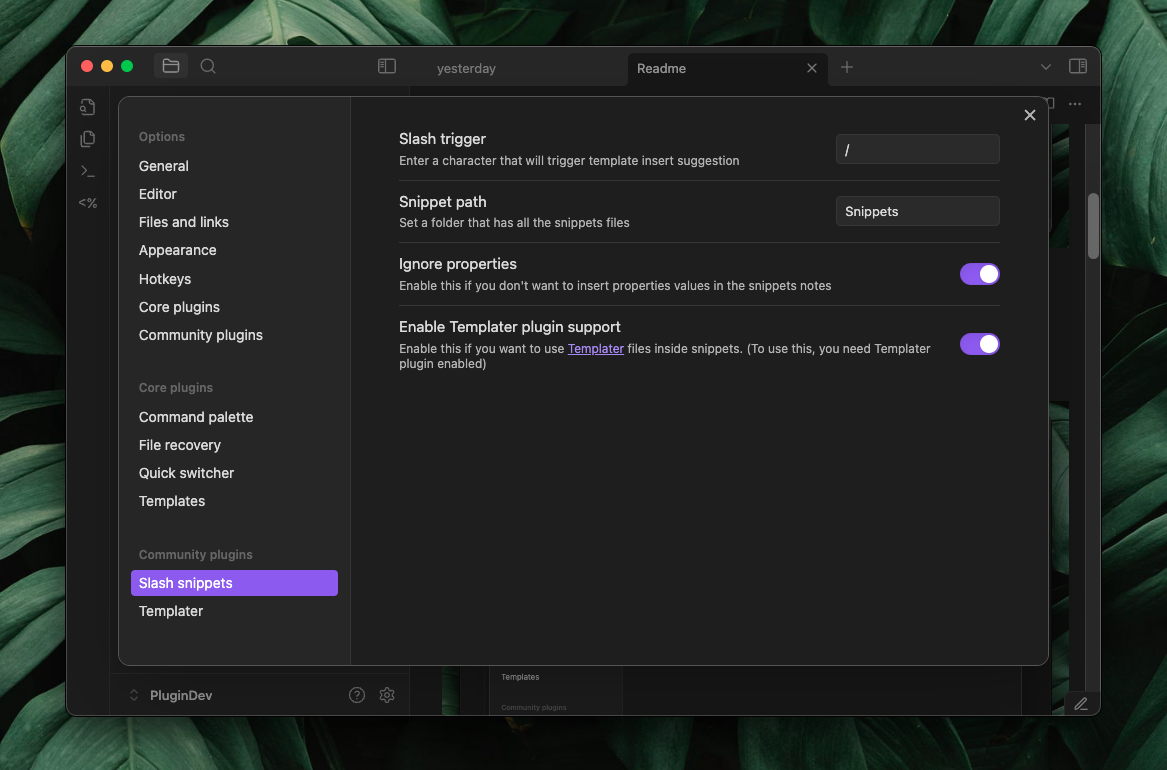 yesterday
Readme
<%
Options
General
Editor
Files and links
Appearance
Hotkeys
Core plugins
Community plugins
Core plugins
Command palette
File recovery
Quick switcher
Templates
Community plugins
Slash snippets
Templater
Slash trigger
Enter a character that will trigger template insert suggestion
/
Snippet path
Set a folder that has all the snippets files
Snippets
Ignore properties
Enable this if you don't want to insert properties values in the snippets notes
Enable Templater plugin support
Enable this if you want to use Templater files inside snippets. (To use this, you need Templater
plugin enabled)
PluginDev
Templates
Community plugins